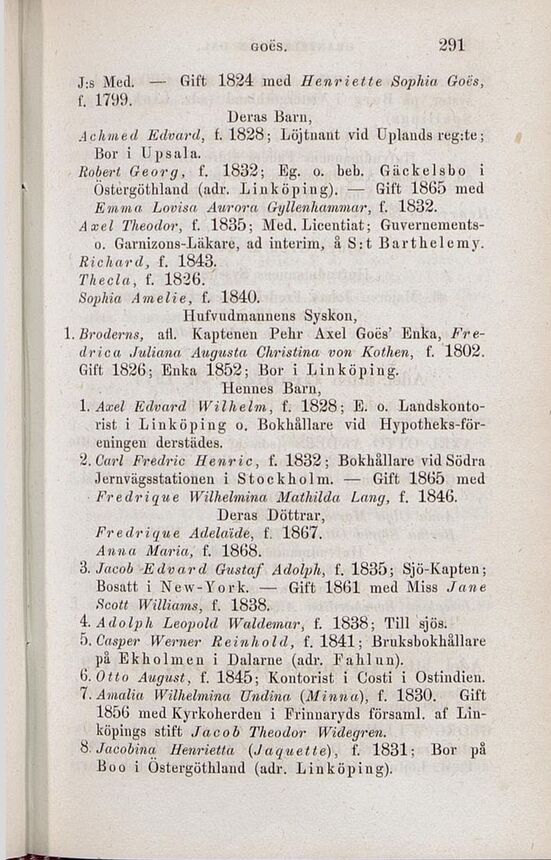 GOËS. 291
J:s Med. — Gift 1824 med Henriette Sophia Goës,
f. 1799.
Deras Barn,
Achmed Edvard, f. 1828; Löjtnant vid Uplands reg:te;
Bor i Upsala.
Robert Georg, f. 1832; Eg. o. beb. Gäckelsbo i
Östergöthland (adr. Linköping). — Gift 1865 med
Emma Lovisa Aurora Gyllenhammar, f. 1832.
Axel Theodor, f. 1835; Med. Licentiat; Guvernements-
o. Garnizons-Läkare, ad interim, å S:t Barthelemy.
Richard, f. 1843.
Thecla, f. 1826.
Sophia Amelie, f. 1840.
Hufvudmannens Syskon,
1. Broderns, afl. Kaptenen Pehr Axel Goës' Enka, Fre-
drica Juliana Augusta Christina von Kothen, f. 1802.
Gift 1826; Enka 1852; Bor i Linköping.
Hennes Barn,
1. Axel Edvard Wilhelm, f. 1828; E. o. Landskonto-
rist i Linköping o. Bokhållare vid Hypotheks-för-
eningen derstädes.
2. Carl Fredric Henric, f. 1832; Bokhållare vid Södra
Jernvägsstationen i Stockholm. — Gift 1865 med
Fredrique Wilhelmina Mathilda Lang, f. 1846.
Deras Döttrar,
Fredrique Adelaïde, f. 1867.
Anna Maria, f. 1868.
3. Jacob Edvard Gustaf Adolph, f. 1835; Sjö-Kapten;
Bosatt i New-York. — Gift 1861 med Miss Jane
Scott Williams, f. 1838.
4. Adolph Leopold Waldemar, f. 1838; Till sjös.
5. Casper Werner Reinhold, f. 1841; Bruksbokhållare
på Ekholmen i Dalarne (adr. Fahlun).
6. Otto August, f. 1845; Kontorist i Costi i Ostindien.
7. Amalia Wilhelmina Undina (Minna), f. 1830. Gift
1856 med Kyrkoherden i Frinnaryds församl. af Lin-
köpings stift Jacob Theodor Widegren.
8. Jacobina Henrietta (Jaquette), f. 1831; Bor på
Boo i Östergöthland (adr. Linköping).